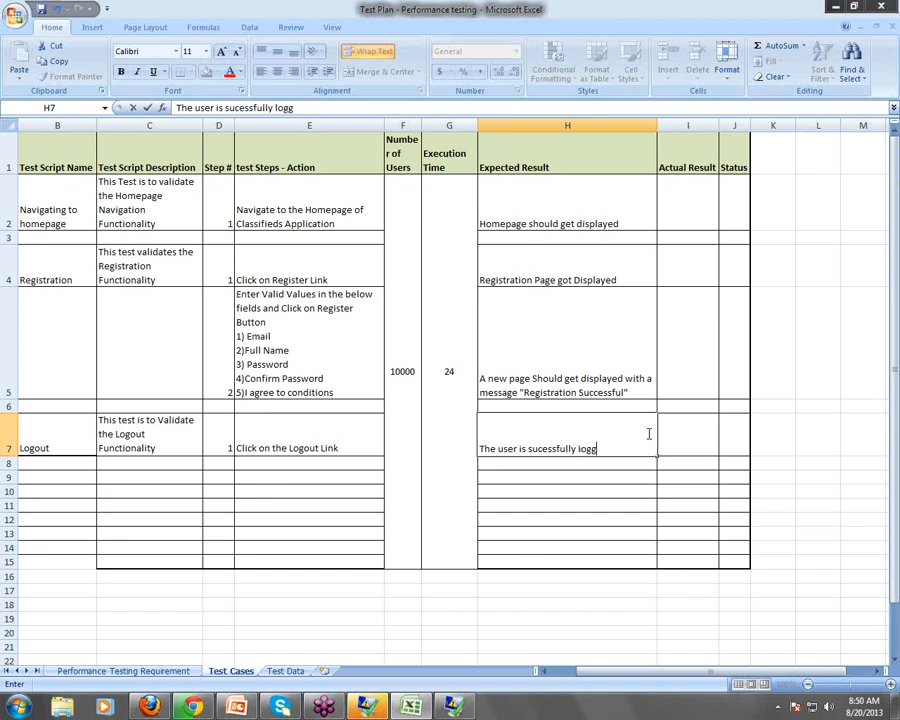 Test Plan - Performance testing - Microsoft Excel
Home Insert Page Layout Formulas Data Review View
Cut
Copy
Format Painter
Paste
Clipboard
Calibri 11
B I U
Font
Wrap Text
Merge & Center
Alignment
General
$ % ,
Number
Conditional Formatting
Format as Table
Cell Styles
Styles
Insert Delete Format
Cells
AutoSum
Fill
Clear
Sort & Filter
Find & Select
Editing
H7 The user is sucessfully logg
B C D E F G H I J K L M
1
Test Script Name
Test Script Description
Step #
test Steps - Action
Numbe
r of
Users
Execution
Time
Expected Result
Actual Result
Status
2
Navigating to
homepage
This Test is to validate
the Homepage
Navigation
Functionality
1
Navigate to the Homepage of
Classifieds Application
Homepage should get displayed
3
4
Registration
This test validates the
Registration
Functionality
1
Click on Register Link
Registration Page got Displayed
5
2
Enter Valid Values in the below
fields and Click on Register
Button
1) Email
2)Full Name
3) Password
4)Confirm Password
5)I agree to conditions
10000
24
A new page Should get displayed with a
message "Registration Successful"
6
7
Logout
This test is to Validate
the Logout
Functionality
1
Click on the Logout Link
The user is sucessfully logg
8
9
10
11
12
13
14
15
16
17
18
19
20
21
22
Performance Testing Requirement Test Cases Test Data
Enter
100%
8:50 AM
8/20/2013